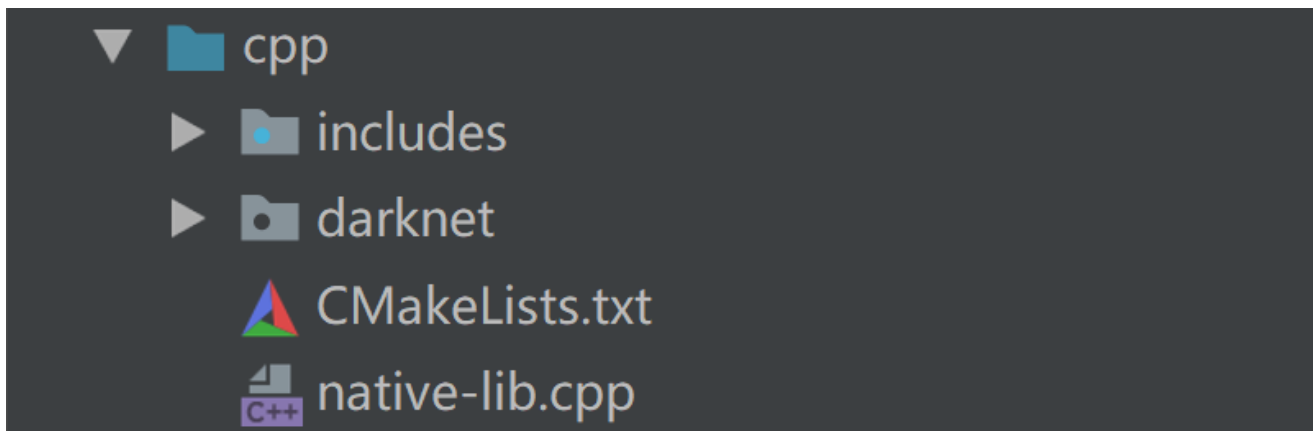 cpp
includes
darknet
CMakeLists.txt
C++ native-lib.cpp